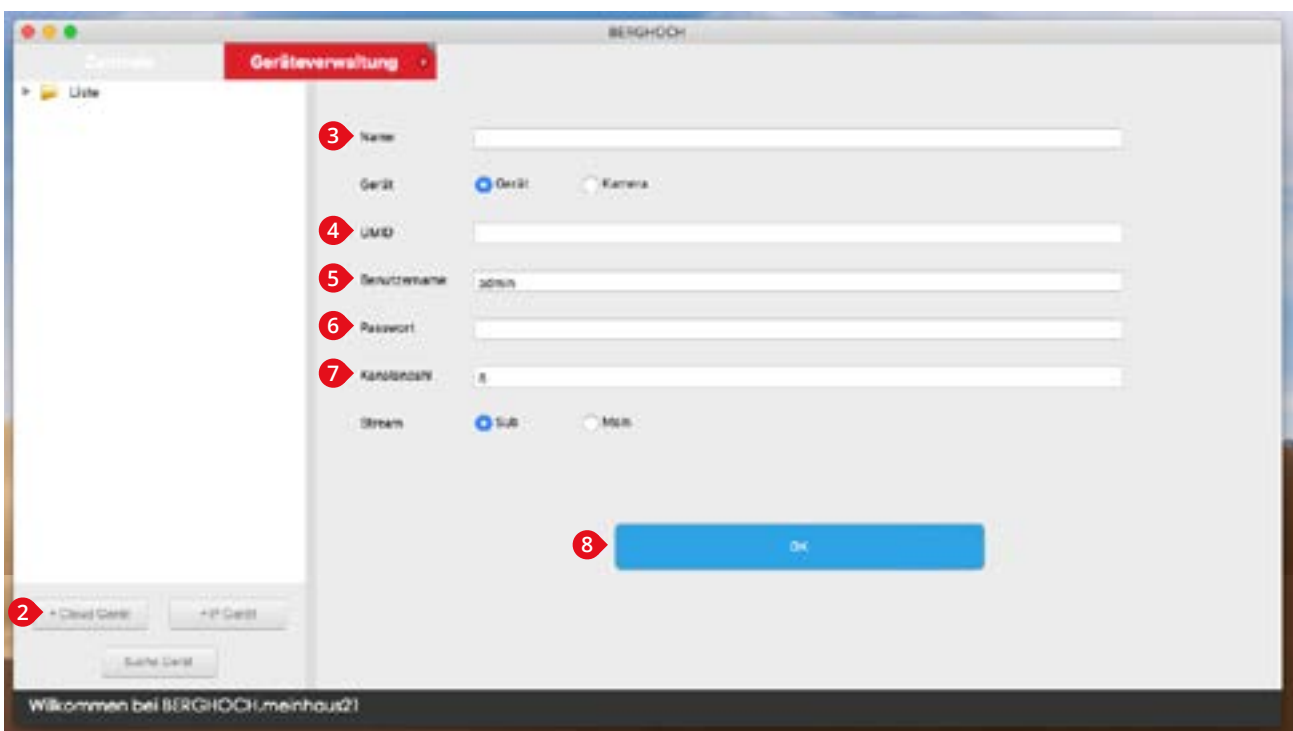 BERGHOCH
Zentrale Geräteverwaltung
Liste
3 Name
Gerät Gerät Kamera
4 UMID
5 Benutzername admin
6 Passwort
7 Kanalanzahl
Stream Sub Main
8 OK
2 + Cloud Gerät + IP Gerät
Suche Gerät
Willkommen bei BERGHOCH,meinhaus21